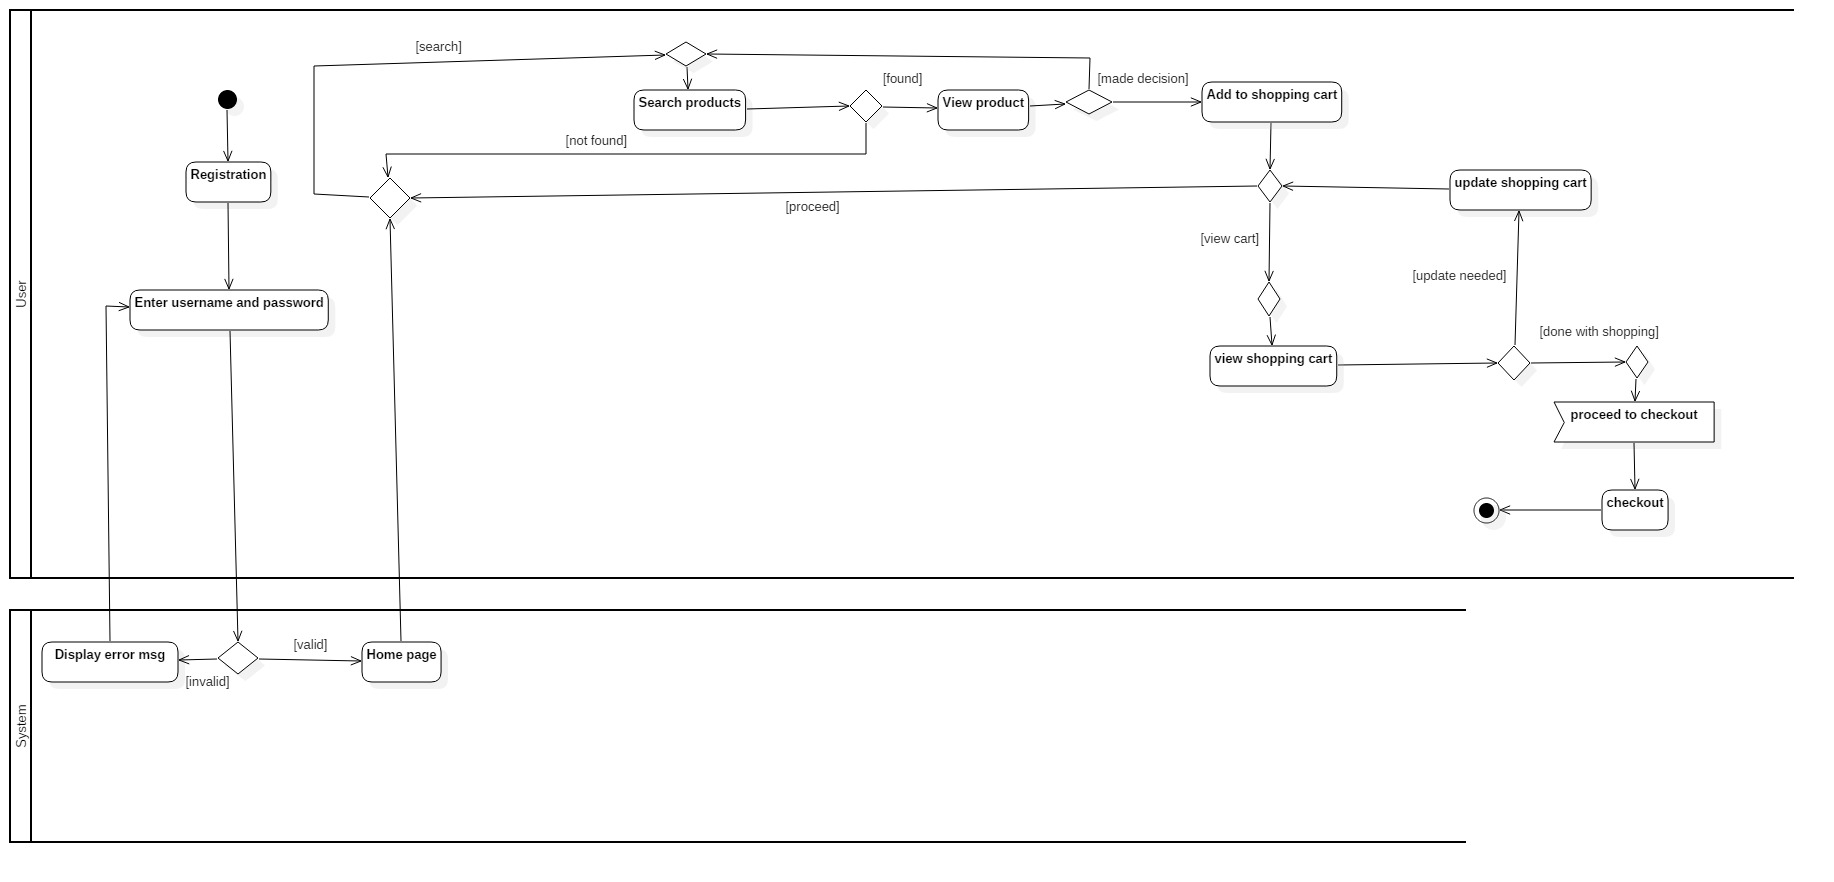 User
[search]
[found]
[made decision]
Search products
View product
Add to shopping cart
[not found]
Registration
update shopping cart
[proceed]
[view cart]
[update needed]
Enter username and password
[done with shopping]
view shopping cart
proceed to checkout
checkout
System
Display error msg
[valid]
Home page
[invalid]